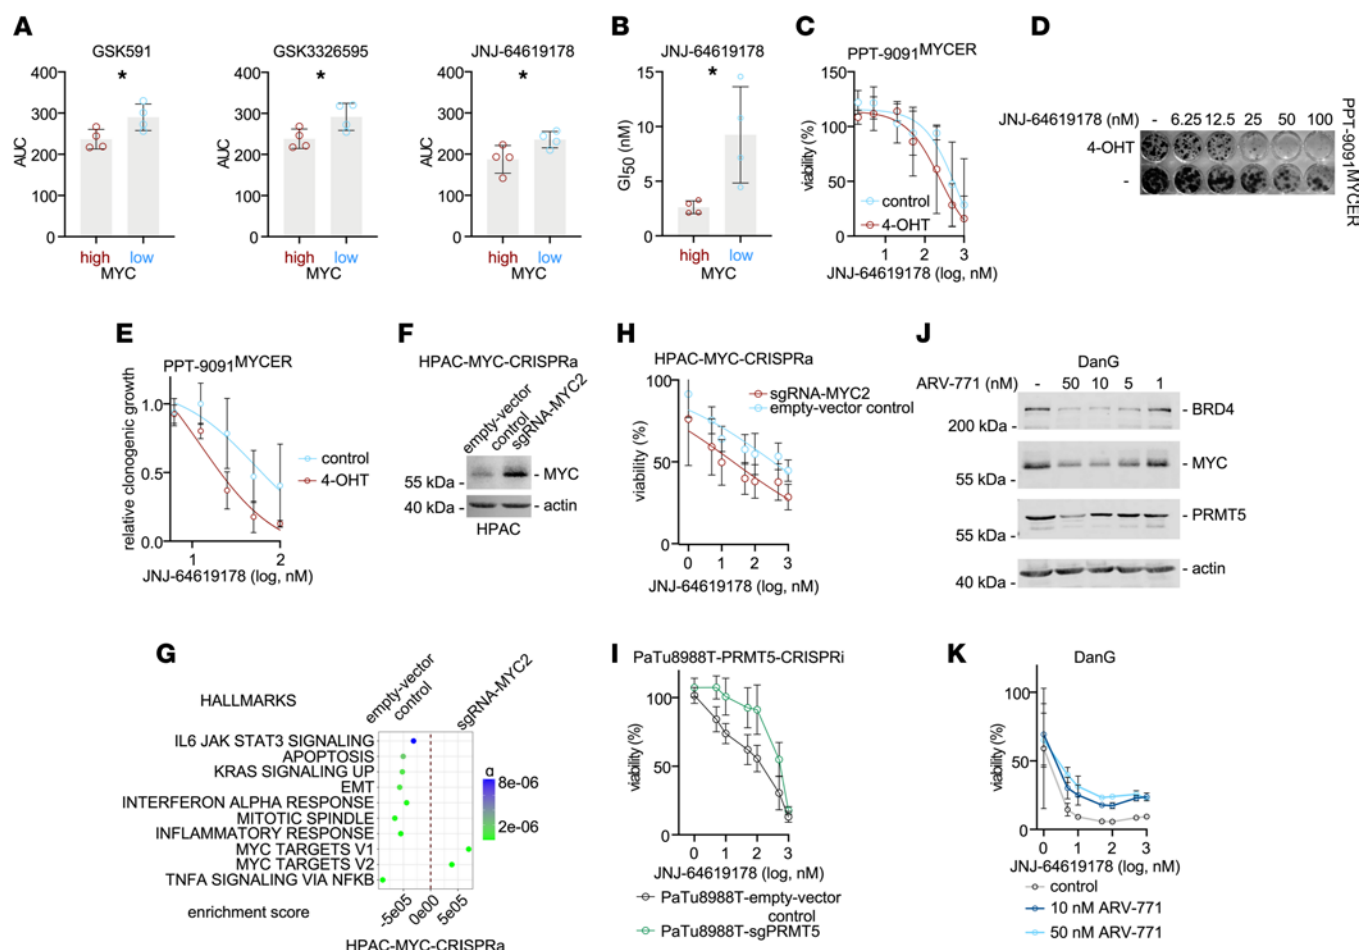 A
GSK591
400
300
200
100
0
AUC
*
high
low
MYC
GSK3326595
400
300
200
100
0
AUC
*
high
low
MYC
JNJ-64619178
400
300
200
100
0
AUC
*
high
low
MYC
B
JNJ-64619178
15
10
5
0
GI50 (nM)
*
high
low
MYC
C
PPT-9091MYCER
150
100
50
0
viability (%)
control
4-OHT
1
2
3
JNJ-64619178 (log, nM)
D
JNJ-64619178 (nM)
- 6.25 12.5 25 50 100
4-OHT
-
PPT-9091MYCER
E
PPT-9091MYCER
relative clonogenic growth
1.0
0.5
0.0
control
4-OHT
1
2
JNJ-64619178 (log, nM)
F
HPAC-MYC-CRISPRa
empty-vector
control
sgRNA-MYC2
55 kDa -
- MYC
40 kDa -
- actin
HPAC
H
HPAC-MYC-CRISPRa
100
50
0
viability (%)
sgRNA-MYC2
empty-vector control
0
1
2
3
JNJ-64619178 (log, nM)
J
DanG
ARV-771 (nM) - 50 10 5 1
- BRD4
200 kDa -
- MYC
55 kDa -
- PRMT5
55 kDa -
- actin
40 kDa -
G
HALLMARKS
empty-vector
control
sgRNA-MYC2
IL6 JAK STAT3 SIGNALING
APOPTOSIS
KRAS SIGNALING UP
EMT
INTERFERON ALPHA RESPONSE
MITOTIC SPINDLE
INFLAMMATORY RESPONSE
MYC TARGETS V1
MYC TARGETS V2
TNFA SIGNALING VIA NFKB
q
8e-06
2e-06
enrichment score
-5e05
0e00
5e05
HPAC-MYC-CRISPRa
I
PaTu8988T-PRMT5-CRISPRi
100
50
0
viability (%)
0
1
2
3
JNJ-64619178 (log, nM)
PaTu8988T-empty-vector
control
PaTu8988T-sgPRMT5
K
DanG
100
50
0
viability (%)
0
1
2
3
JNJ-64619178 (log, nM)
control
10 nM ARV-771
50 nM ARV-771